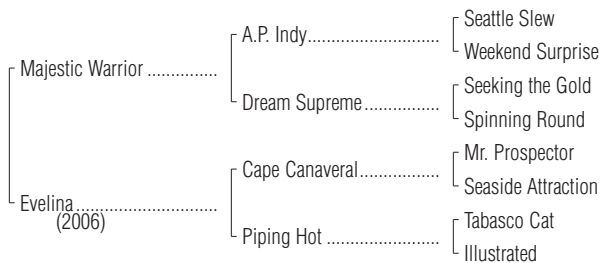 Seattle Slew
A.P. Indy
Weekend Surprise
Majestic Warrior
Seeking the Gold
Dream Supreme
Spinning Round
Mr. Prospector
Cape Canaveral
Seaside Attraction
Evelina
(2006)
Tabasco Cat
Piping Hot
Illustrated